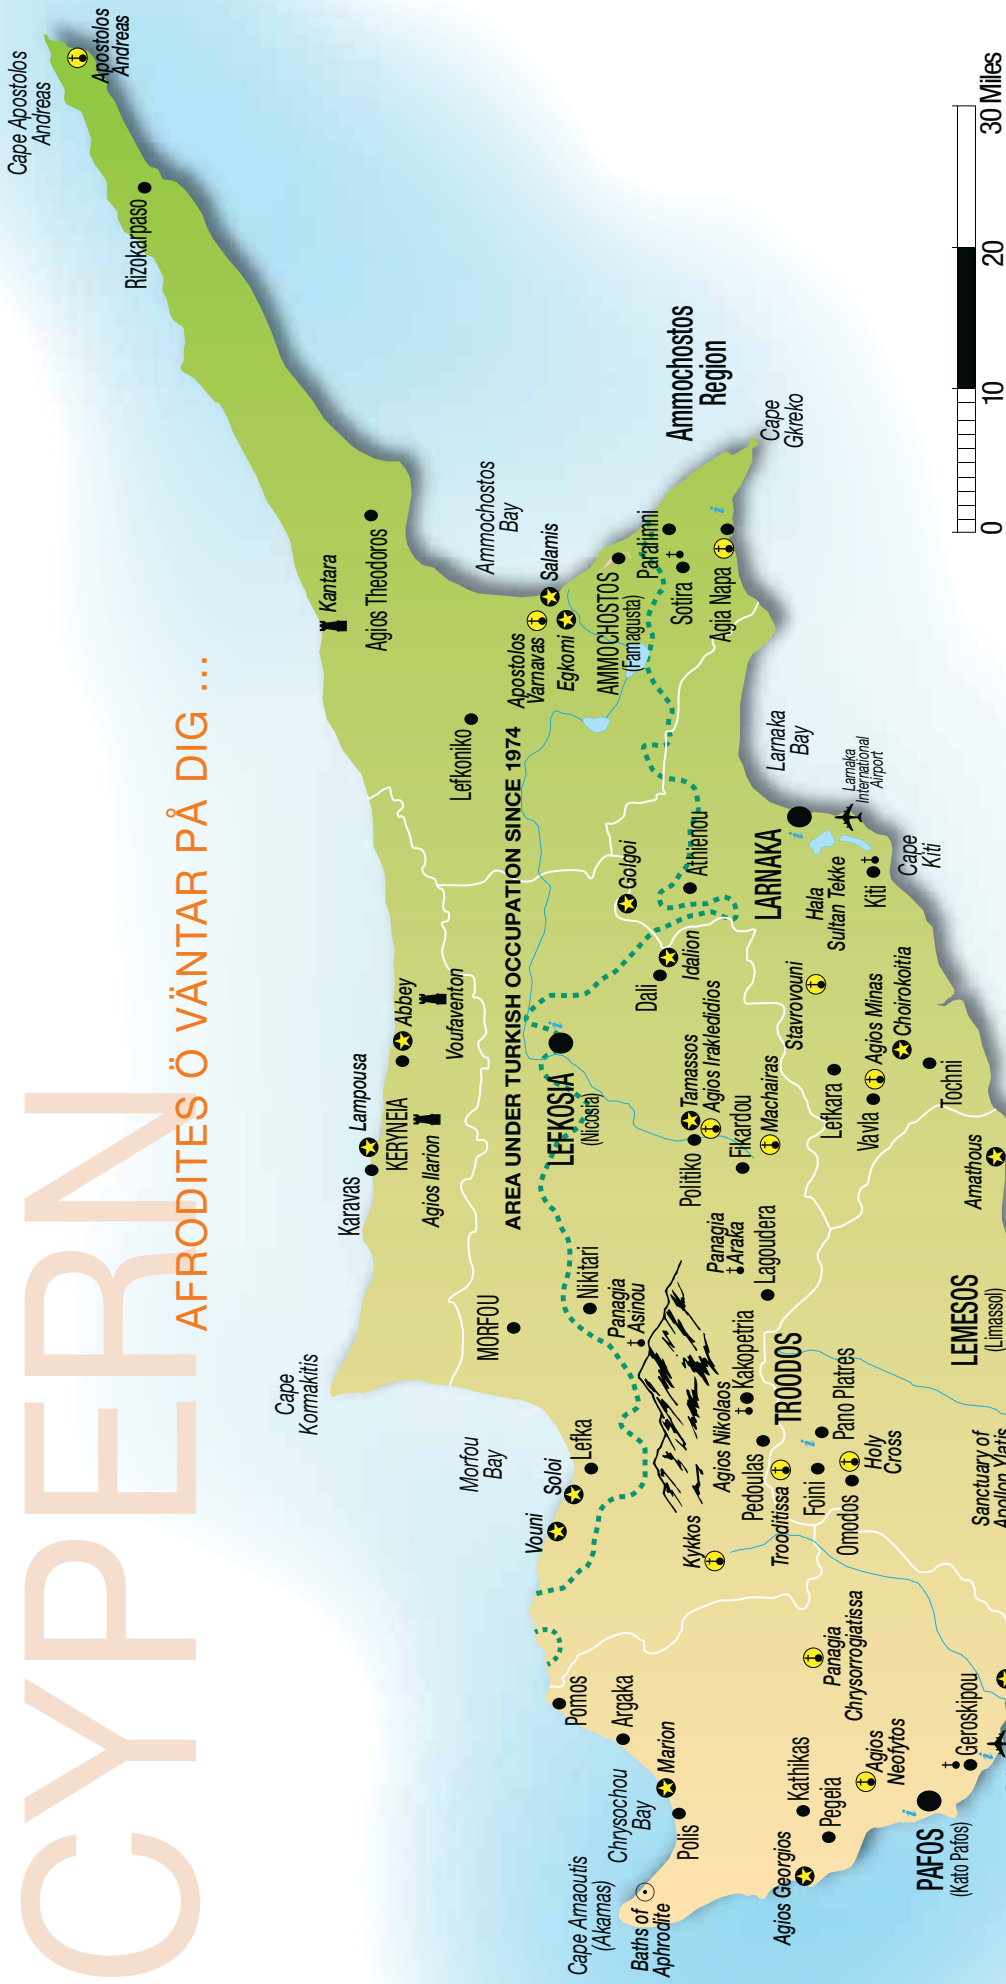 CYPERN
AFRODITES Ö VÄNTAR PÅ DIG ...
Cape Apostolos
Andreas
Apostolos
Andreas
Rizokarpaso
Kantara
Agios Theodoros
Ammochostos
Bay
Lefkoniko
Salamis
Apostolos
Varnavas
Egkomi
AMMOCHOSTOS
(Famagusta)
Paralimni
Sotira
Agia Napa
i
Ammochostos
Region
Cape
Gkreko
Cape
Kormakitis
Karavas
Lampousa
KERYNEIA
Abbey
Agios Ilarion
Voufaventon
MORFOU
AREA UNDER TURKISH OCCUPATION SINCE 1974
LEFKOSIA
(Nicosia)
i
Golgoi
Athienou
Dali
Idalion
LARNAKA
i
Larnaka
Bay
Larnaka
International
Airport
Hala
Sultan Tekke
Kiti
Cape
Kiti
Morfou
Bay
Vouni
Soloi
Lefka
Nikitari
Panagia
Asinou
Panagia
Araka
Lagoudera
Politiko
Tamassos
Agios Irakledidios
Fikardou
Machairas
Stavrovouni
Lefkara
Vavla
Agios Minas
Choirokoitia
Tochni
Amathous
Kykkos
Agios Nikolaos
Kakopetria
Pedoulas
TROODOS
Trooditissa
Foini
i
Pano Platres
Omodos
Holy
Cross
LEMESOS
(Limassol)
Sanctuary of
Apollon Ylatis
Pomos
Argaka
Chrysochou
Bay
Marion
Polis
Cape Arnaoutis
(Akamas)
Baths of
Aphrodite
Panagia
Chrysorrogiatissa
Kathikas
Pegeia
Agios Georgios
Agios
Neofytos
PAFOS
(Kato Pafos)
i
Geroskipou
i
0 10 20 30 Miles